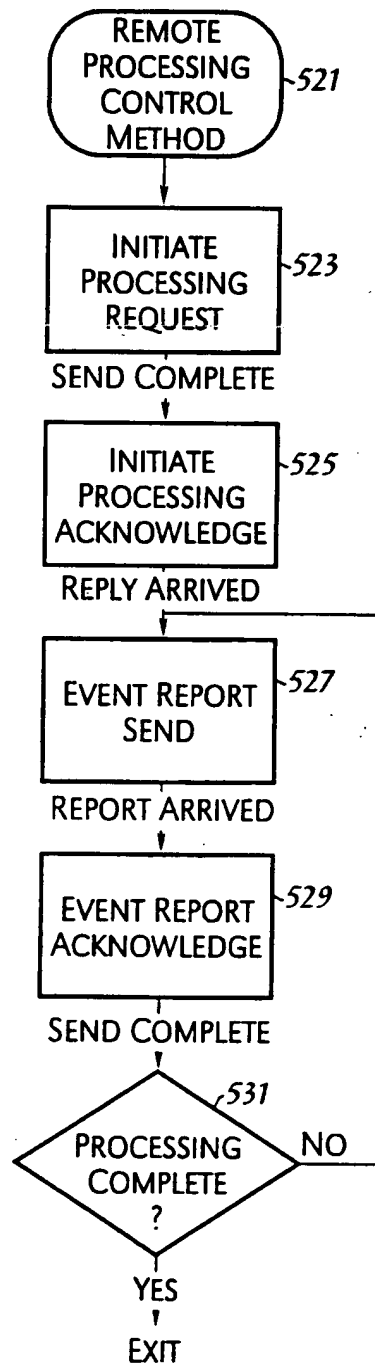 REMOTE
PROCESSING
CONTROL
METHOD
521
INITIATE
PROCESSING
REQUEST
523
SEND COMPLETE
INITIATE
PROCESSING
ACKNOWLEDGE
525
REPLY ARRIVED
EVENT REPORT
SEND
527
REPORT ARRIVED
EVENT REPORT
ACKNOWLEDGE
529
SEND COMPLETE
531
PROCESSING
COMPLETE
?
NO
YES
EXIT